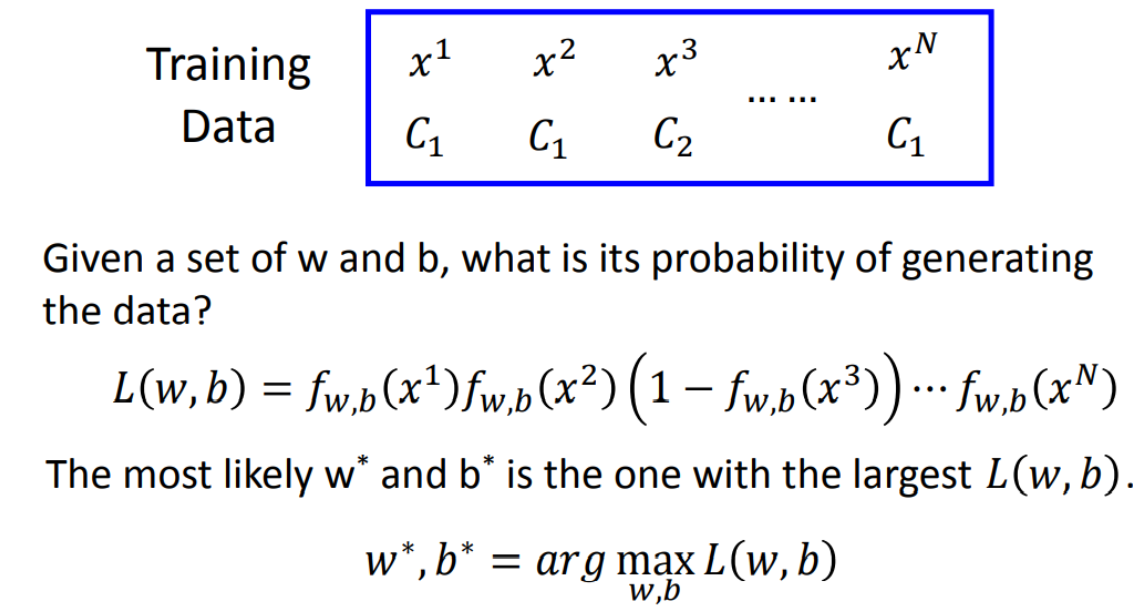 Training Data
x¹ x² x³ …… x^N
C₁ C₁ C₂ C₁
Given a set of w and b, what is its probability of generating
the data?
L(w, b) = f_{w,b}(x¹)f_{w,b}(x²)(1 − f_{w,b}(x³)) ⋯ f_{w,b}(x^N)
The most likely w* and b* is the one with the largest L(w, b).
w*, b* = arg max_{w,b} L(w, b)